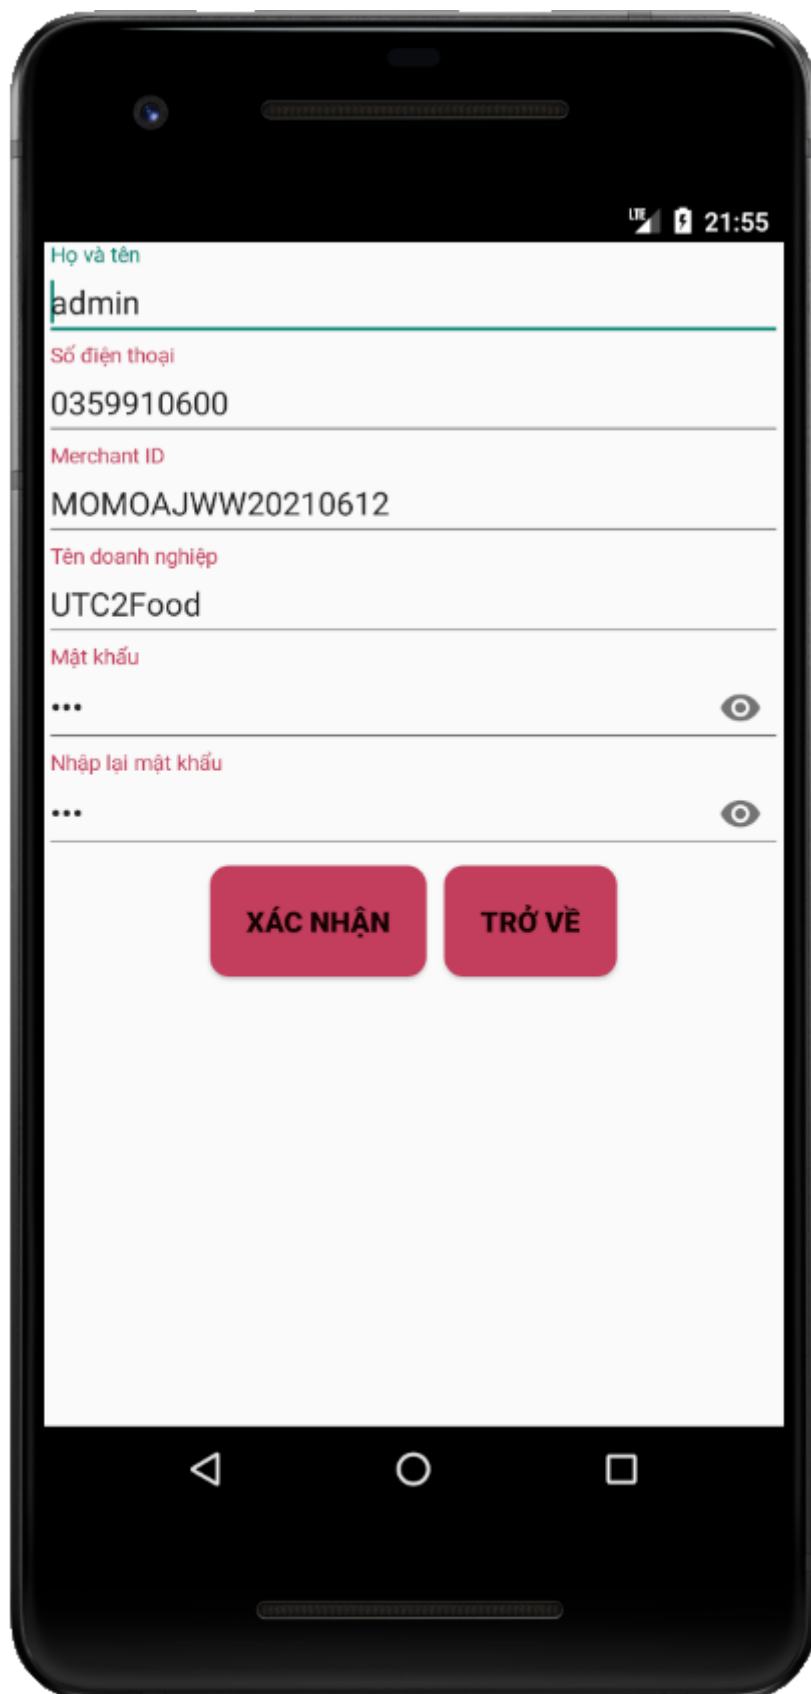 LTE 21:55
Họ và tên
admin
Số điện thoại
0359910600
Merchant ID
MOMOAJWW20210612
Tên doanh nghiệp
UTC2Food
Mật khẩu
•••
Nhập lại mật khẩu
•••
XÁC NHẬN TRỞ VỀ